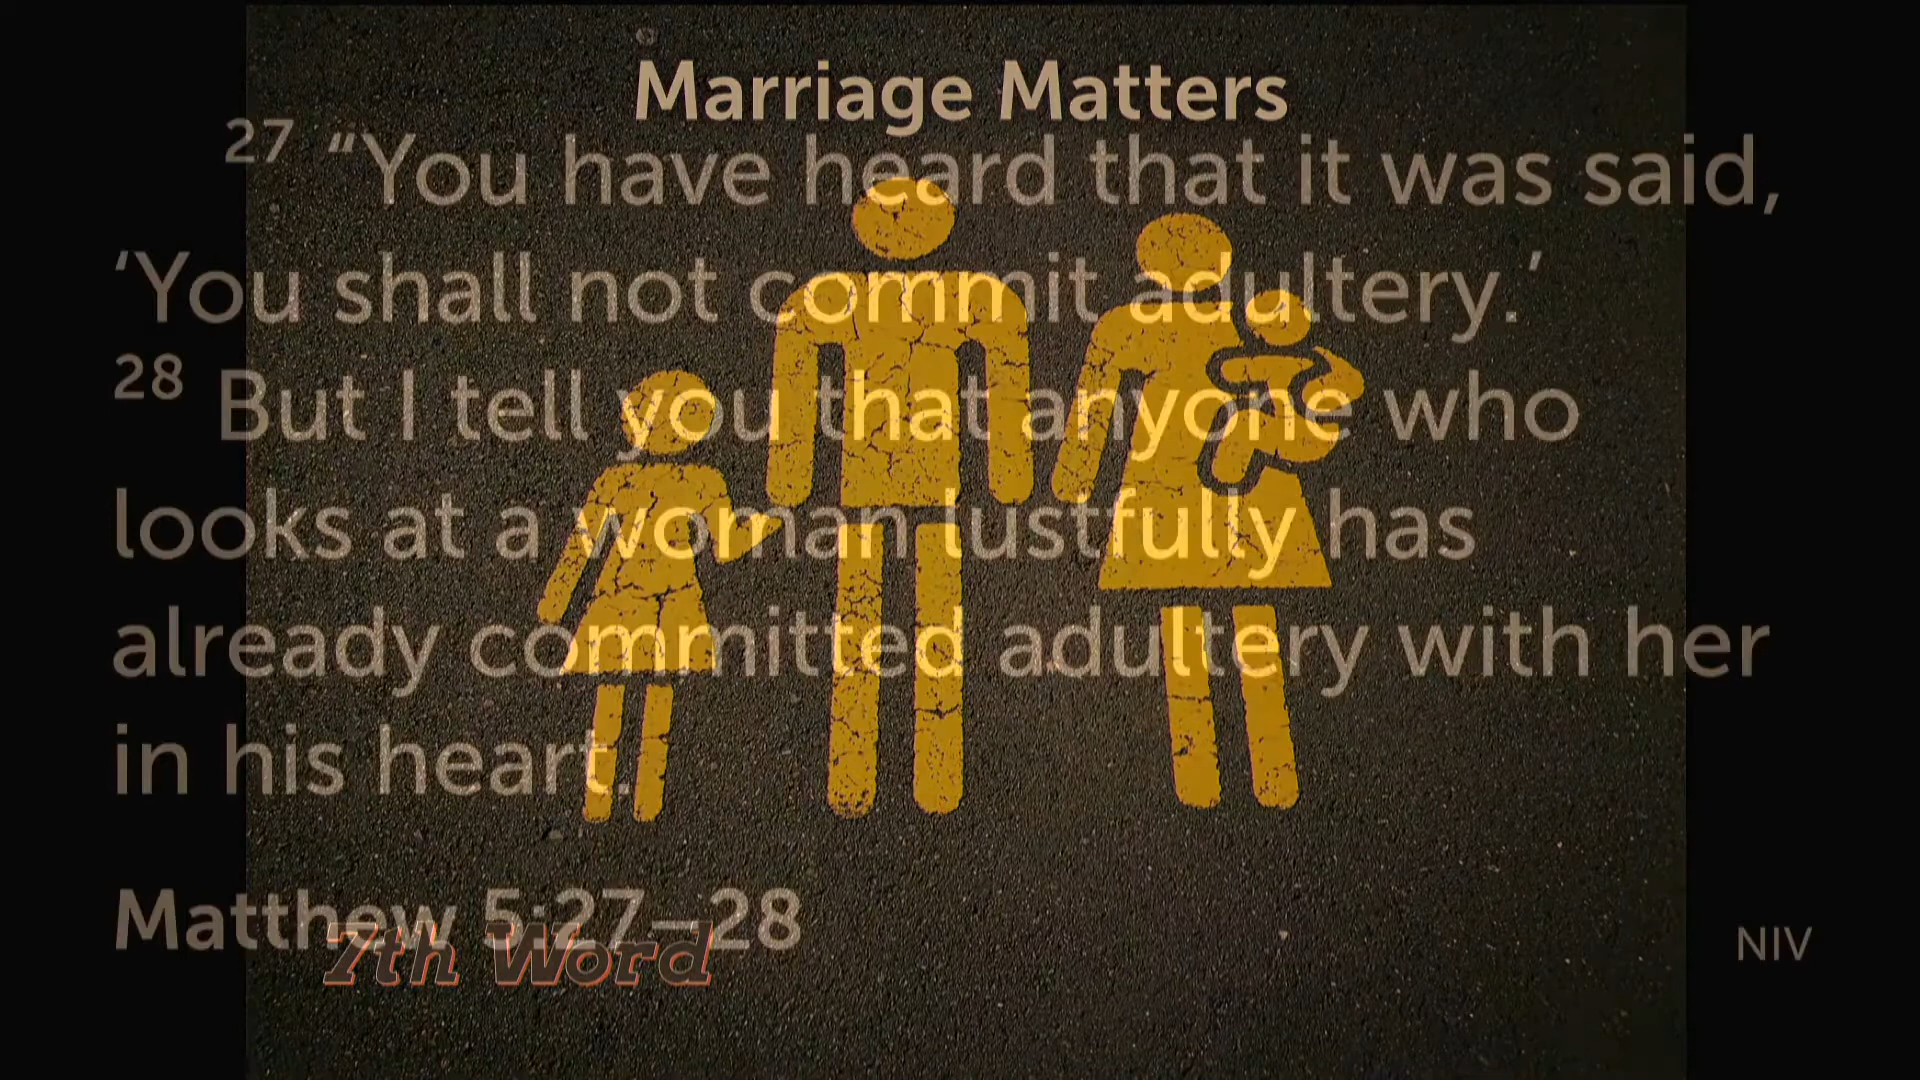 Marriage Matters
27 “You have heard that it was said,
‘You shall not commit adultery.’
28 But I tell you that anyone who
looks at a woman lustfully has
already committed adultery with her
in his heart.
Matthew 5:27–28
7th Word
NIV